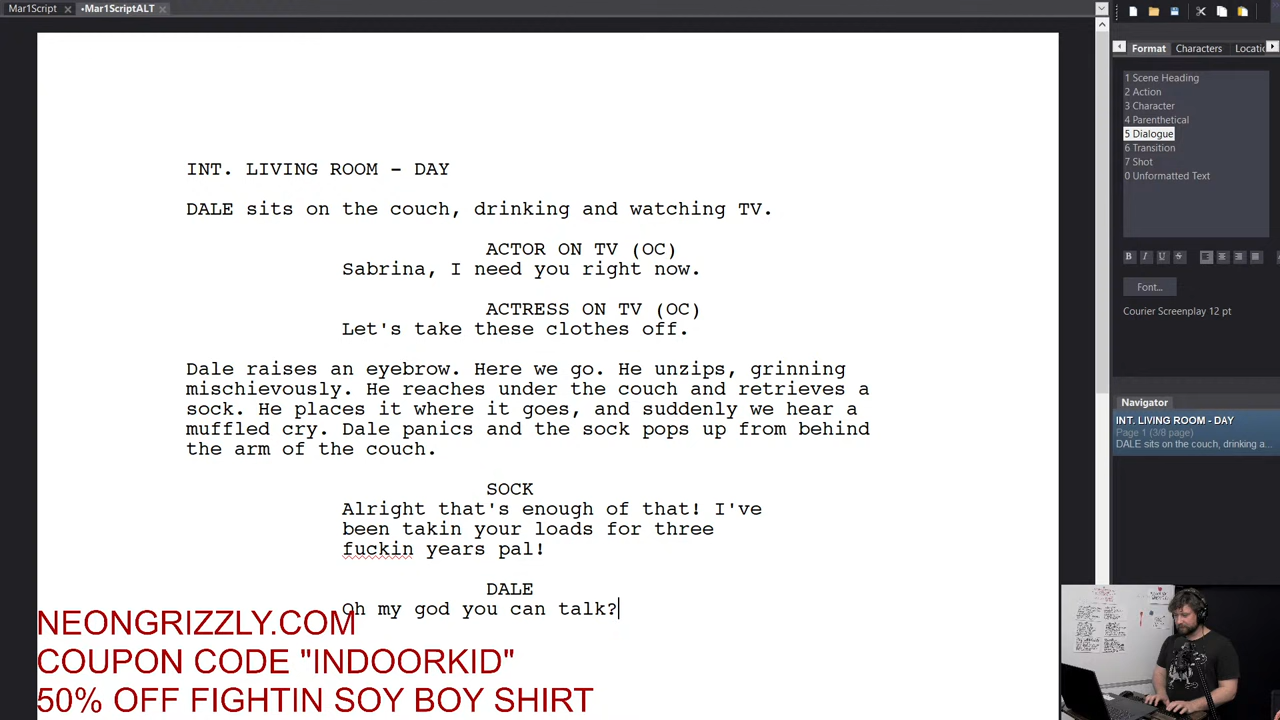 Mar1Script
•Mar1ScriptALT
Format
Characters
Locatio
1 Scene Heading
2 Action
3 Character
4 Parenthetical
5 Dialogue
6 Transition
7 Shot
0 Unformatted Text
B I U S
Font...
Courier Screenplay 12 pt
Navigator
INT. LIVING ROOM - DAY
Page 1 (3/8 page)
DALE sits on the couch, drinking a...
INT. LIVING ROOM - DAY
DALE sits on the couch, drinking and watching TV.
ACTOR ON TV (OC)
Sabrina, I need you right now.
ACTRESS ON TV (OC)
Let's take these clothes off.
Dale raises an eyebrow. Here we go. He unzips, grinning
mischievously. He reaches under the couch and retrieves a
sock. He places it where it goes, and suddenly we hear a
muffled cry. Dale panics and the sock pops up from behind
the arm of the couch.
SOCK
Alright that's enough of that! I've
been takin your loads for three
fuckin years pal!
DALE
Oh my god you can talk?
NEONGRIZZLY.COM
COUPON CODE "INDOORKID"
50% OFF FIGHTIN SOY BOY SHIRT